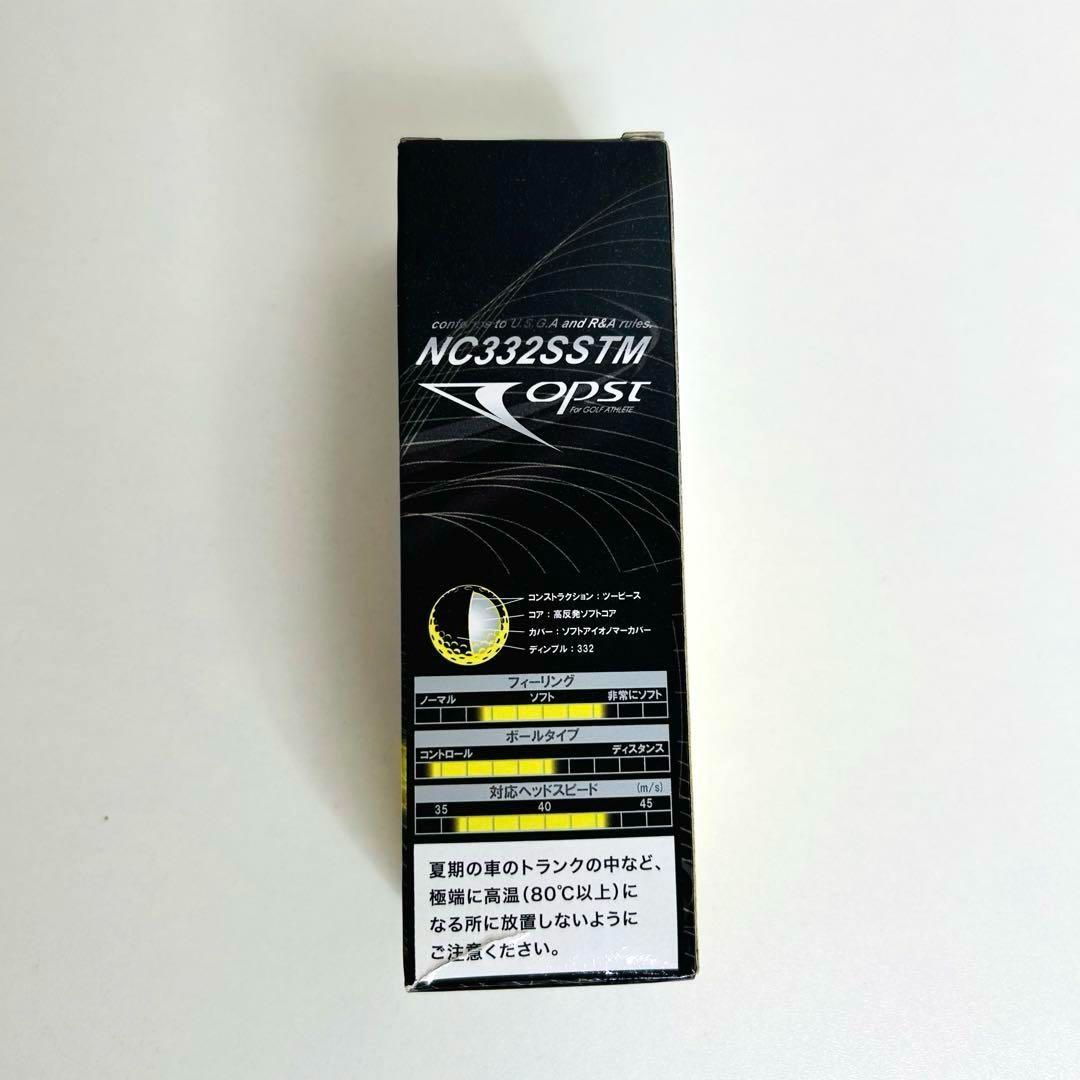 conforms to U.S.G.A and R&A rules.
NC332SSTM
Topst
For GOLF ATHLETE
コンストラクション：ツーピース
コア：高反発ソフトコア
カバー：ソフトアイオノマーカバー
ディンプル：332
フィーリング
ノーマル ソフト 非常にソフト
ボールタイプ
コントロール ディスタンス
対応ヘッドスピード (m/s)
35 40 45
夏期の車のトランクの中など、
極端に高温(80℃以上)に
なる所に放置しないように
ご注意ください。